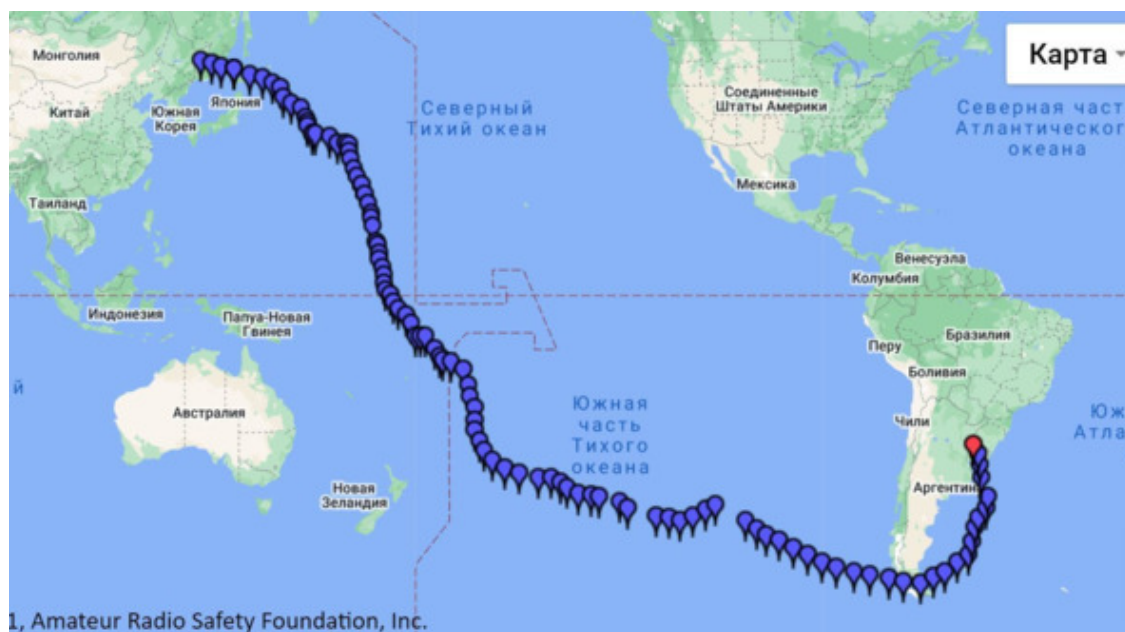 Монголия
Карта
Китай
Южная
Корея
Япония
Северный
Тихий океан
Соединенные
Штаты Америки
Северная част
Атлантическог
океана
Таиланд
Мексика
Венесуэла
Колумбия
Индонезия
Папуа-Новая
Гвинея
Бразилия
Перу
Боливия
й
Австралия
Южная
часть
Тихого
океана
Чили
Юж
Атла
Новая
Зеландия
Аргентин
1, Amateur Radio Safety Foundation, Inc.